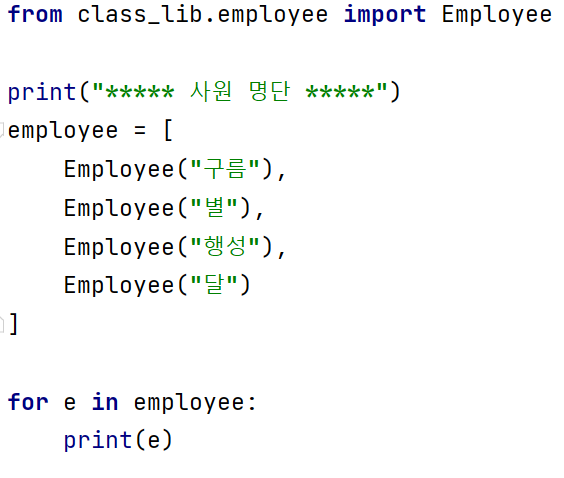 from class_lib.employee import Employee
print("***** 사원 명단 *****")
employee = [
    Employee("구름"),
    Employee("별"),
    Employee("행성"),
    Employee("달")
]
for e in employee:
    print(e)